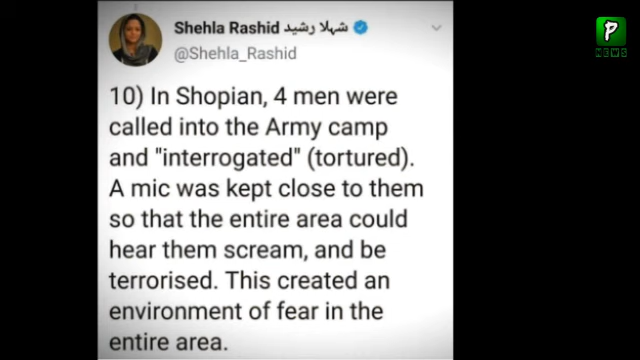 Shehla Rashid شہلا رشید
@Shehla_Rashid
P
NEWS
10) In Shopian, 4 men were
called into the Army camp
and "interrogated" (tortured).
A mic was kept close to them
so that the entire area could
hear them scream, and be
terrorised. This created an
environment of fear in the
entire area.